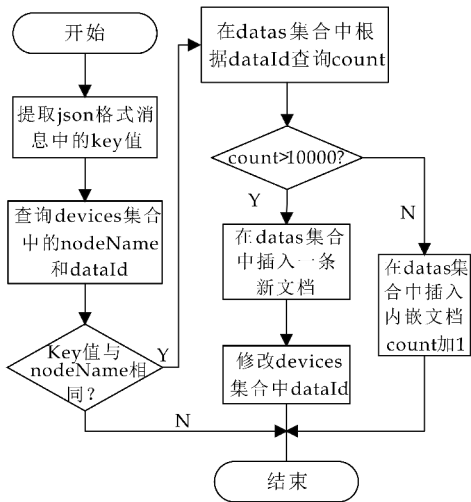 开始
提取json格式消
息中的key值
查询devices集合
中的nodeName
和dataId
Key值与
nodeName相
同?
Y
N
在datas集合中根
据dataId查询count
count>10000?
Y
N
在datas集合
中插入一条
新文档
修改devices
集合中dataId
在datas集
合中插入
内嵌文档
count加1
结束